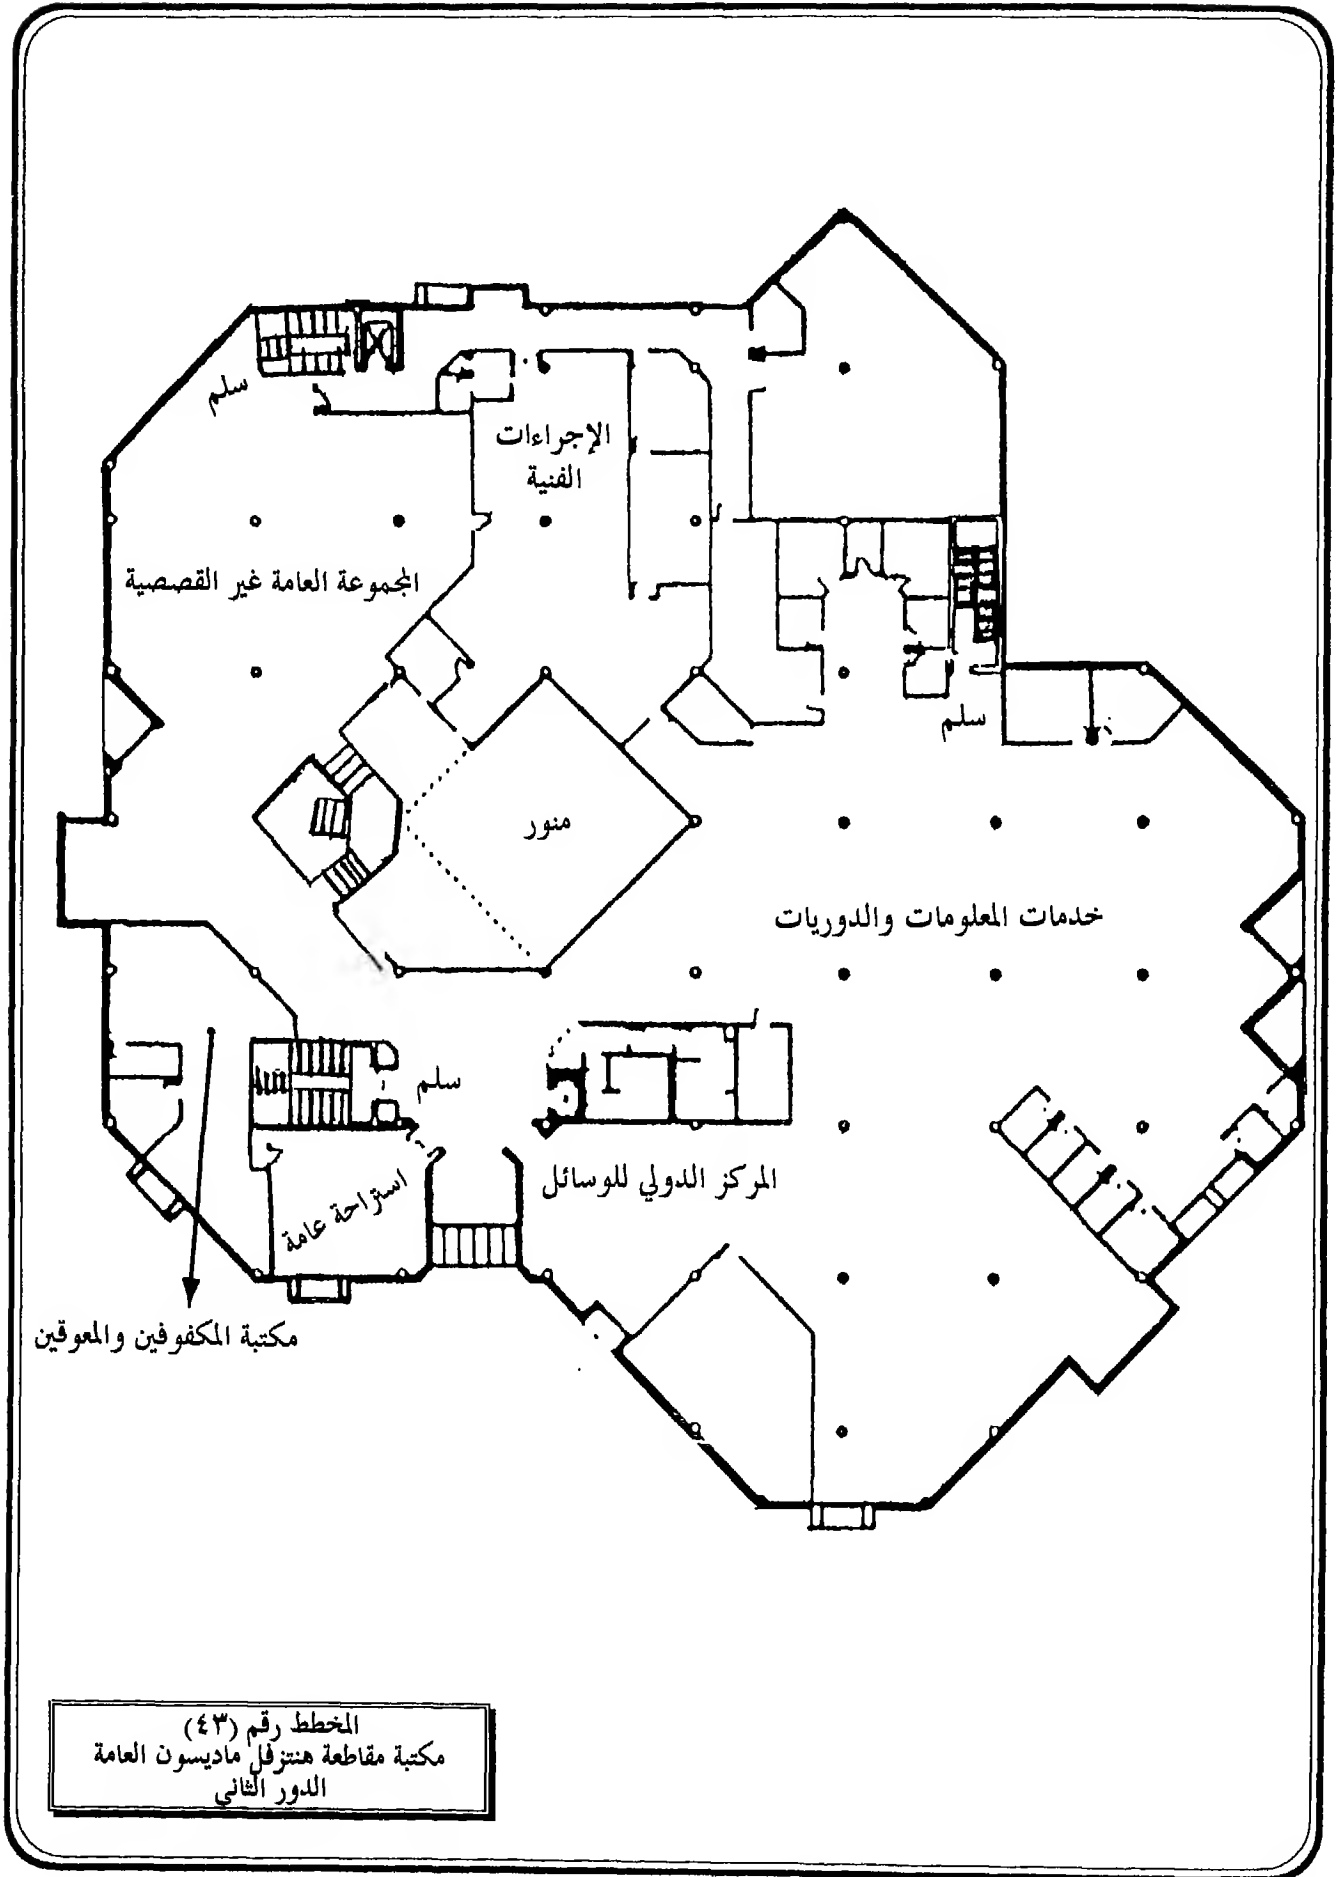 سلم
الإجراءات
الفنية
المجموعة العامة غير القصصية
سلم
منور
خدمات المعلومات والدوريات
سلم
المركز الدولي للوسائل
استراحة عامة
مكتبة المكفوفين والمعوقين
المخطط رقم (٤٣)
مكتبة مقاطعة هنتزفل ماديسون العامة
الدور الثاني